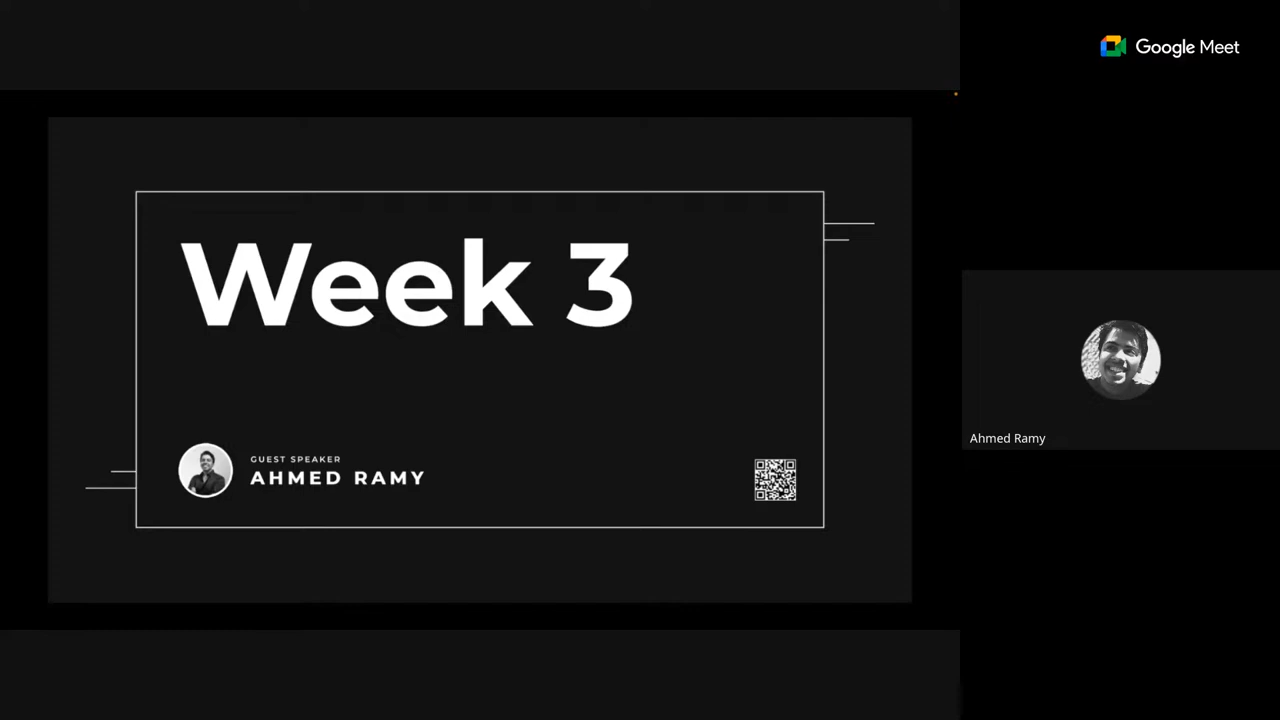 Google Meet
Week 3
GUEST SPEAKER
AHMED RAMY
Ahmed Ramy